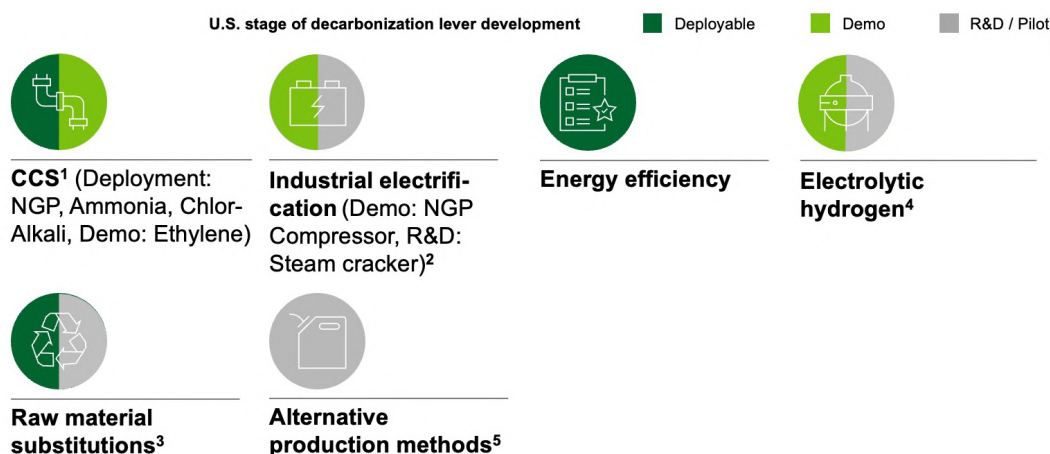 U.S. stage of decarbonization lever development
Deployable
Demo
R&D / Pilot
CCS¹ (Deployment:
NGP, Ammonia, Chlor-
Alkali, Demo: Ethylene)
Industrial electrifi-
cation (Demo: NGP
Compressor, R&D:
Steam cracker)²
Energy efficiency
Electrolytic
hydrogen⁴
Raw material
substitutions³
Alternative
production methods⁵